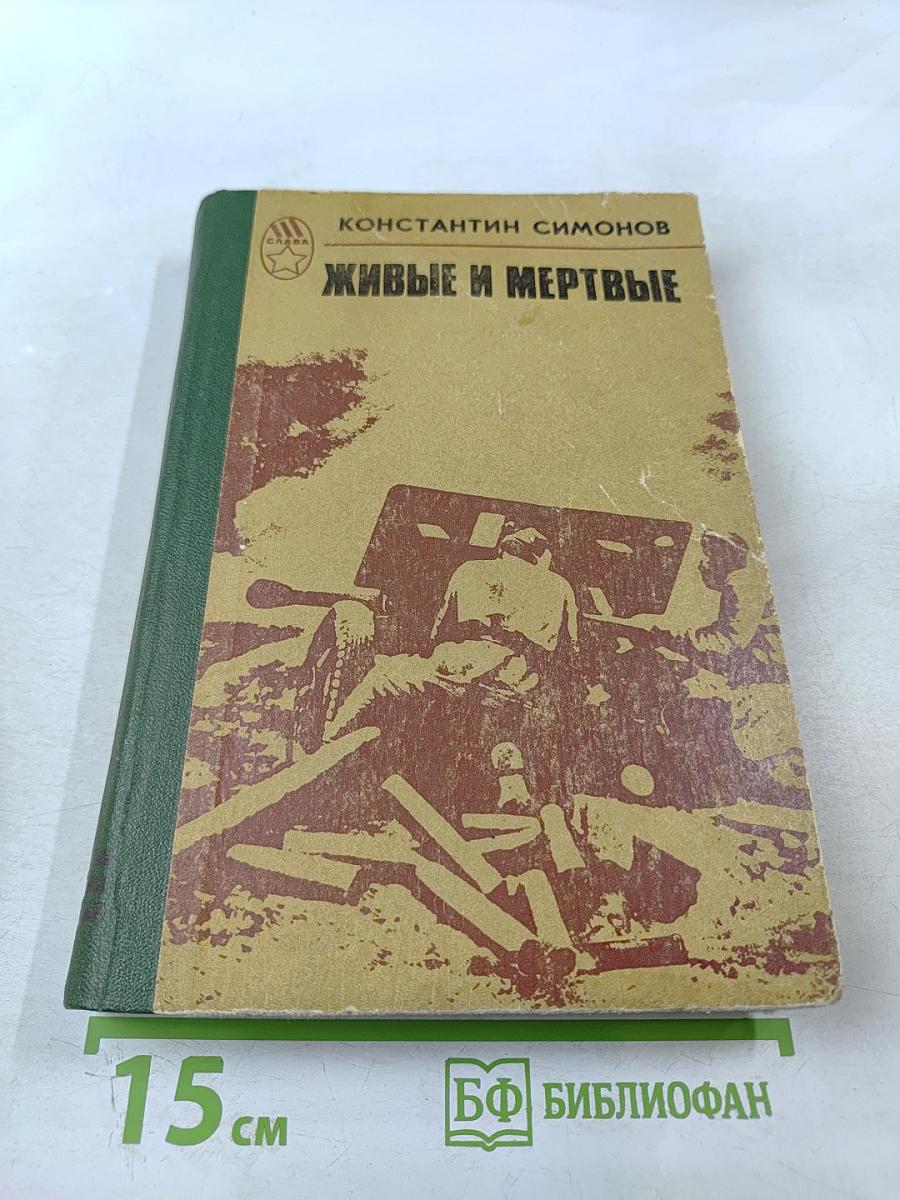 СЛАВА
КОНСТАНТИН СИМОНОВ
ЖИВЫЕ И МЕРТВЫЕ
15 см
БФ БИБЛИОФАН